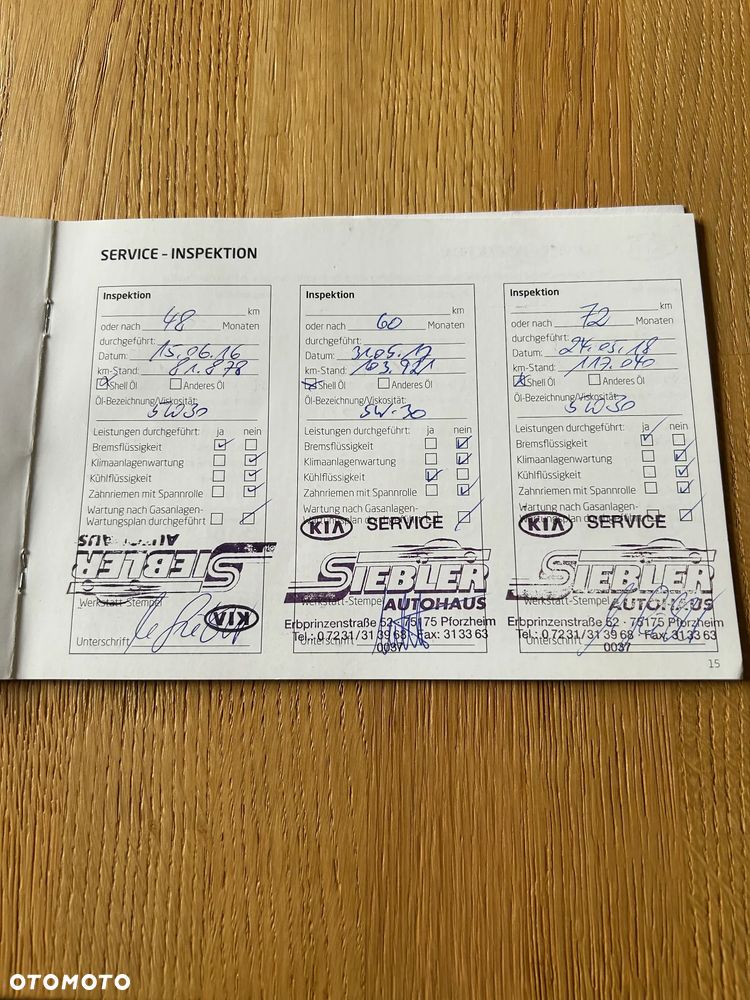 SERVICE – INSPEKTION
Inspektion
km
oder nach 48 Monaten
durchgeführt:
Datum: 15.06.16
km-Stand: 81.878
Shell Öl Anderes Öl
Öl-Bezeichnung/Viskosität:
5W30
Leistungen durchgeführt: ja nein
Bremsflüssigkeit
Klimaanlagenwartung
Kühlflüssigkeit
Zahnriemen mit Spannrolle
Wartung nach Gasanlagen-
Wartungsplan durchgeführt
SIEBLER
AUTOHAUS
Werkstatt-Stempel
KIA
Unterschrift
Inspektion
km
oder nach 60 Monaten
durchgeführt:
Datum: 31.05.17
km-Stand: 103.921
Shell Öl Anderes Öl
Öl-Bezeichnung/Viskosität:
5W-30
Leistungen durchgeführt: ja nein
Bremsflüssigkeit
Klimaanlagenwartung
Kühlflüssigkeit
Zahnriemen mit Spannrolle
Wartung nach Gasanlagen-
KIA SERVICE
SIEBLER
Werkstatt-Stempel
AUTOHAUS
Erbprinzenstraße 52 · 75175 Pforzheim
Tel.: 0 72 31/31 39 68 Fax: 31 33 63
Unterschrift
0037
Inspektion
km
oder nach 72 Monaten
durchgeführt:
Datum: 24.05.18
km-Stand: 117.040
Shell Öl Anderes Öl
Öl-Bezeichnung/Viskosität:
5W30
Leistungen durchgeführt: ja nein
Bremsflüssigkeit
Klimaanlagenwartung
Kühlflüssigkeit
Zahnriemen mit Spannrolle
Wartung nach Gasanlagen-
KIA SERVICE
SIEBLER
Werkstatt-Stempel
AUTOHAUS
Erbprinzenstraße 52 · 75175 Pforzheim
Tel.: 0 72 31/31 39 68 Fax: 31 33 63
Unterschrift
0037
15
OTOMOTO